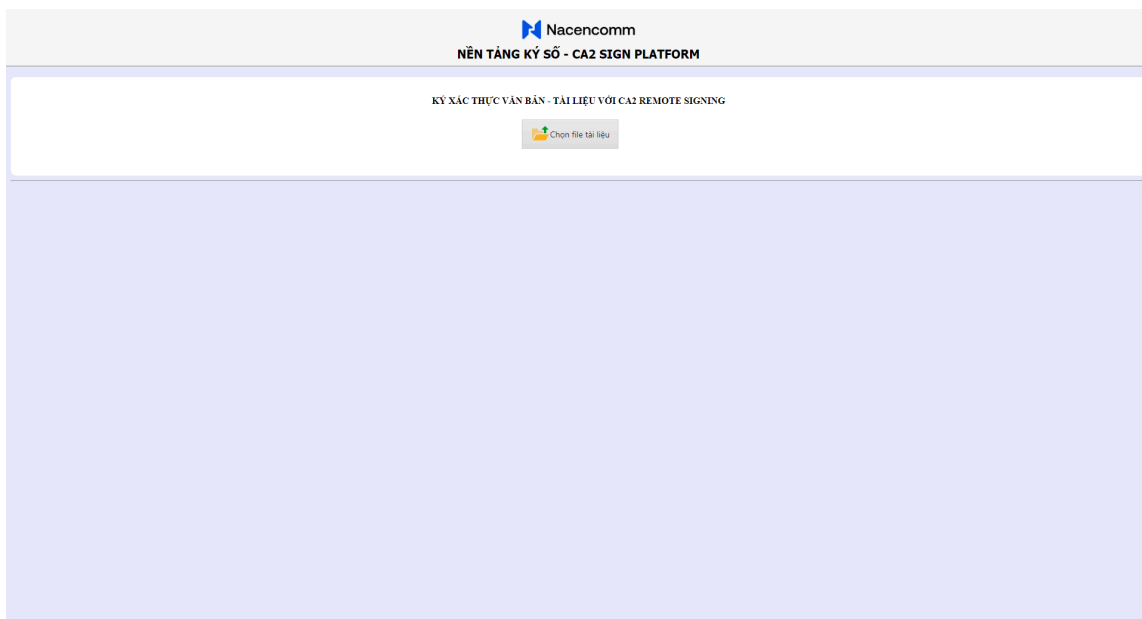 Nacencomm
NỀN TẢNG KÝ SỐ - CA2 SIGN PLATFORM
KÝ XÁC THỰC VĂN BẢN - TÀI LIỆU VỚI CA2 REMOTE SIGNING
Chọn file tài liệu